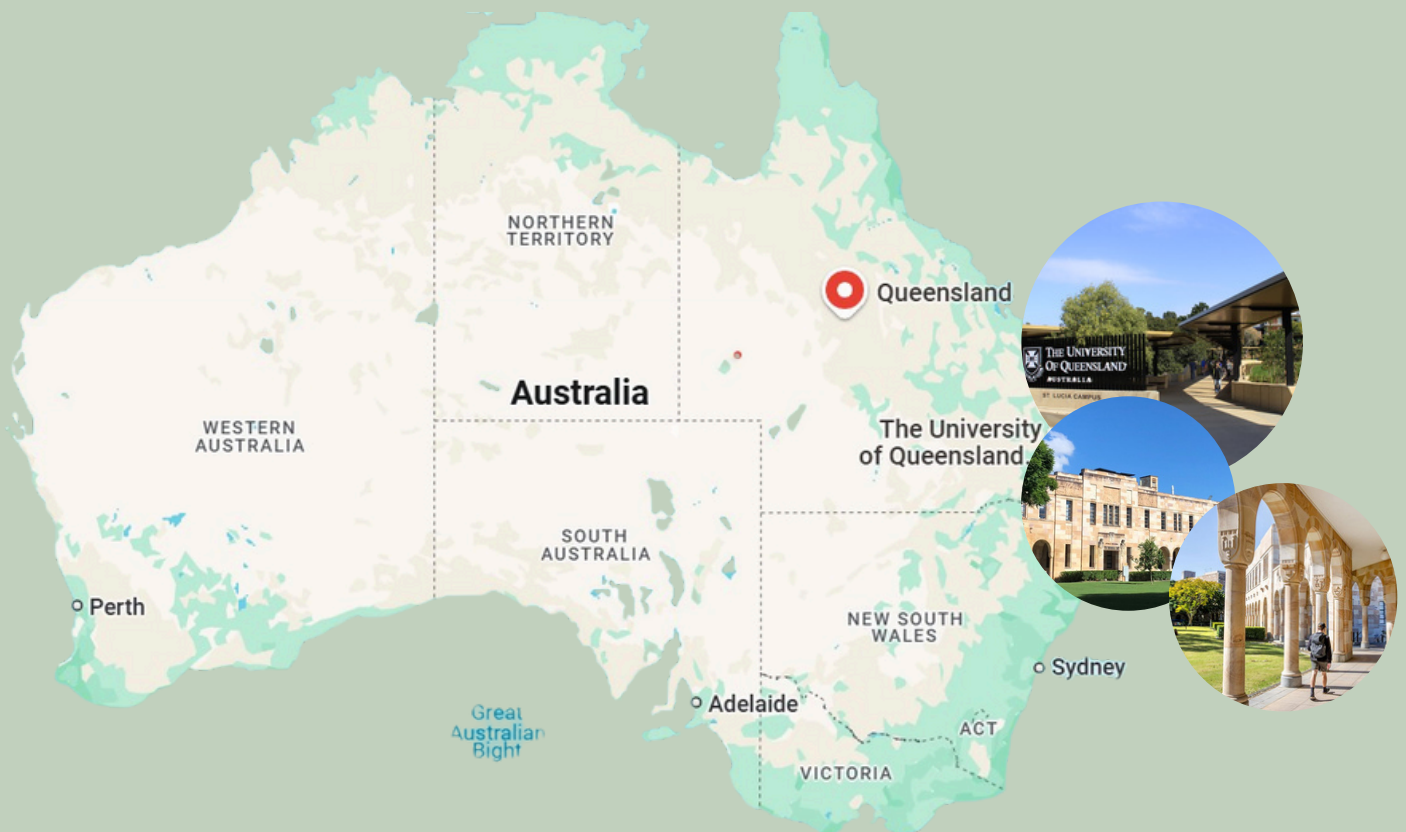 NORTHERN
TERRITORY
Queensland
THE UNIVERSITY
OF QUEENSLAND
AUSTRALIA
ST LUCIA CAMPUS
Australia
WESTERN
AUSTRALIA
The University
of Queensland
SOUTH
AUSTRALIA
Perth
NEW SOUTH
WALES
Sydney
Adelaide
Great
Australian
Bight
ACT
VICTORIA